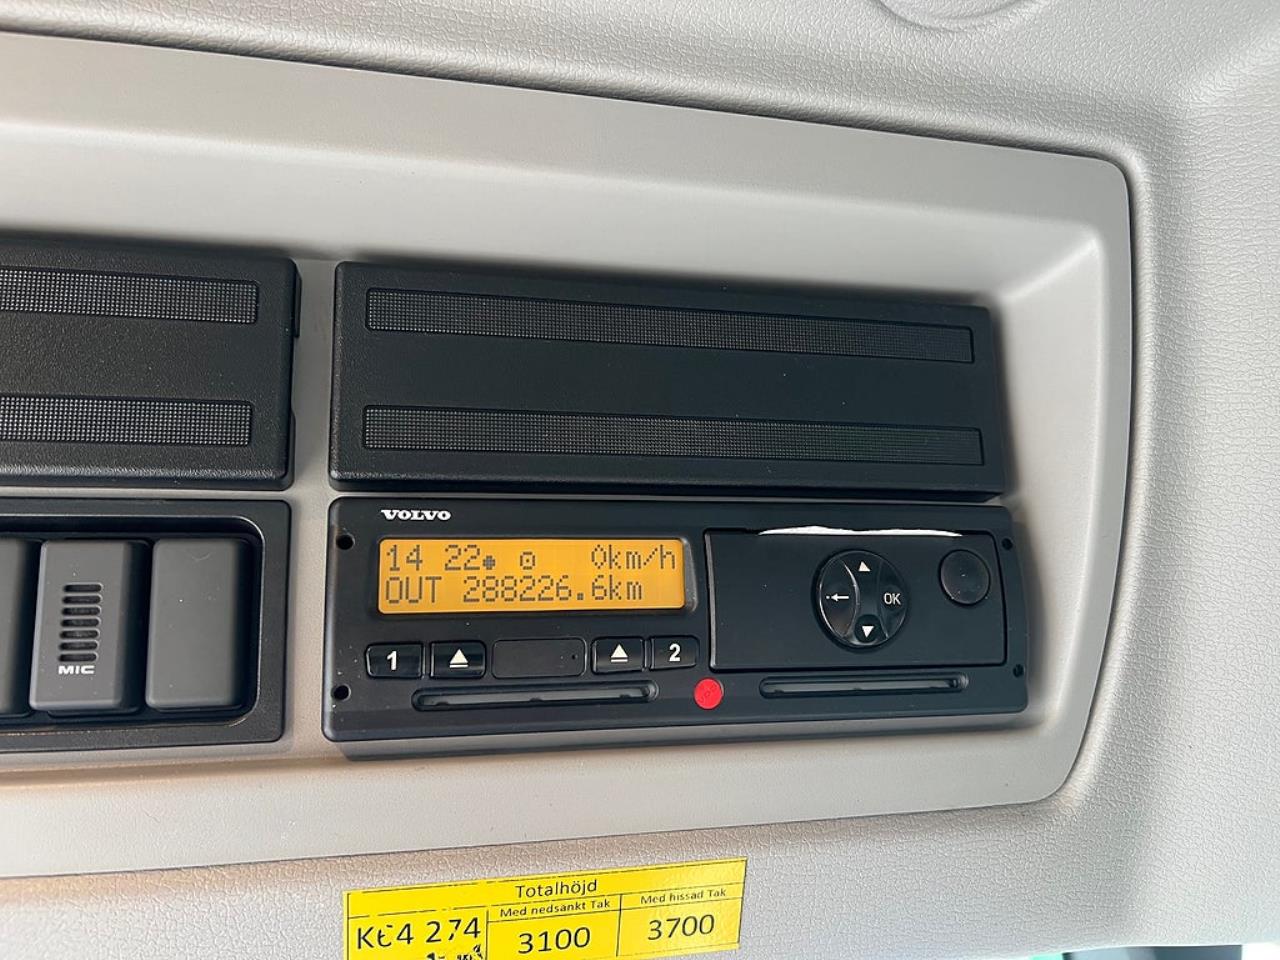 VOLVO
14 22 0km/h
OUT 288226.6km
1 2
OK
MIC
Totalhöjd
Med nedsänkt Tak Med hissad Tak
274
3100 3700